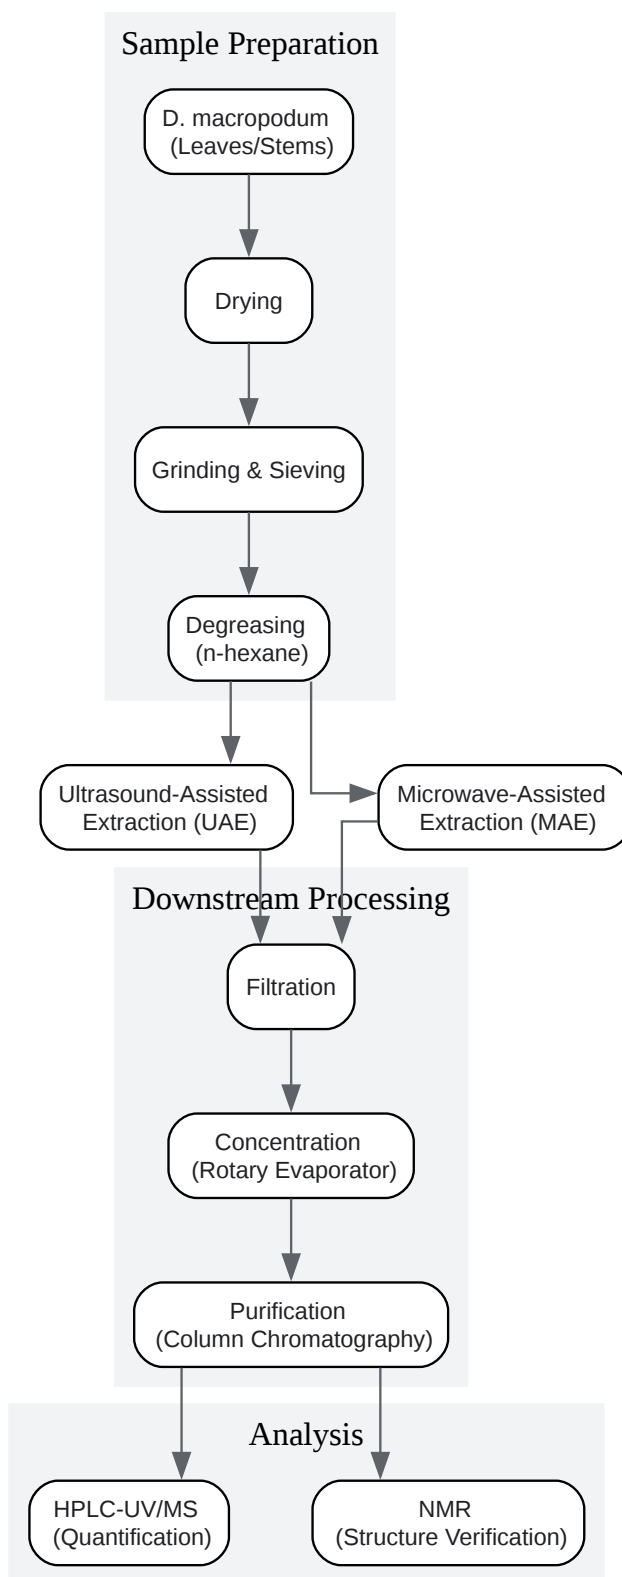 Sample Preparation
D. macropodum
(Leaves/Stems)
Drying
Grinding & Sieving
Degreasing
(n-hexane)
Ultrasound-Assisted
Extraction (UAE)
Microwave-Assisted
Extraction (MAE)
Downstream Processing
Filtration
Concentration
(Rotary Evaporator)
Purification
(Column Chromatography)
Analysis
HPLC-UV/MS
(Quantification)
NMR
(Structure Verification)